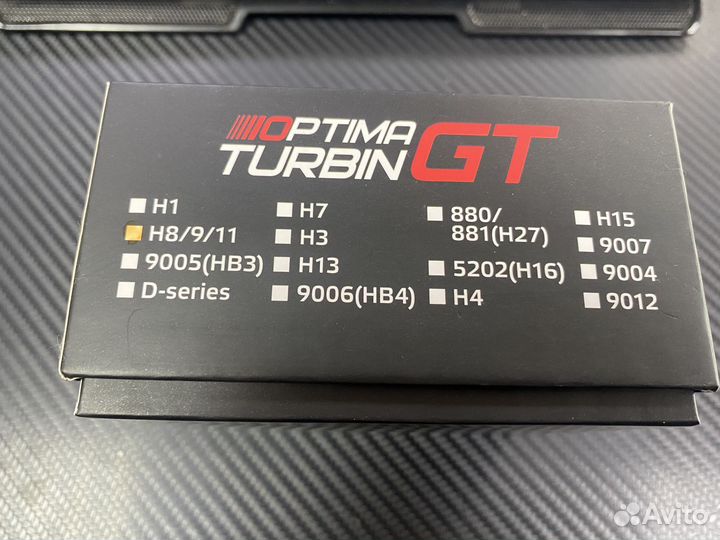 OPTIMA
TURBIN GT
H1
H8/9/11
9005(HB3)
D-series
H7
H3
H13
9006(HB4)
880/
881(H27)
5202(H16)
H4
H15
9007
9004
9012
Avito